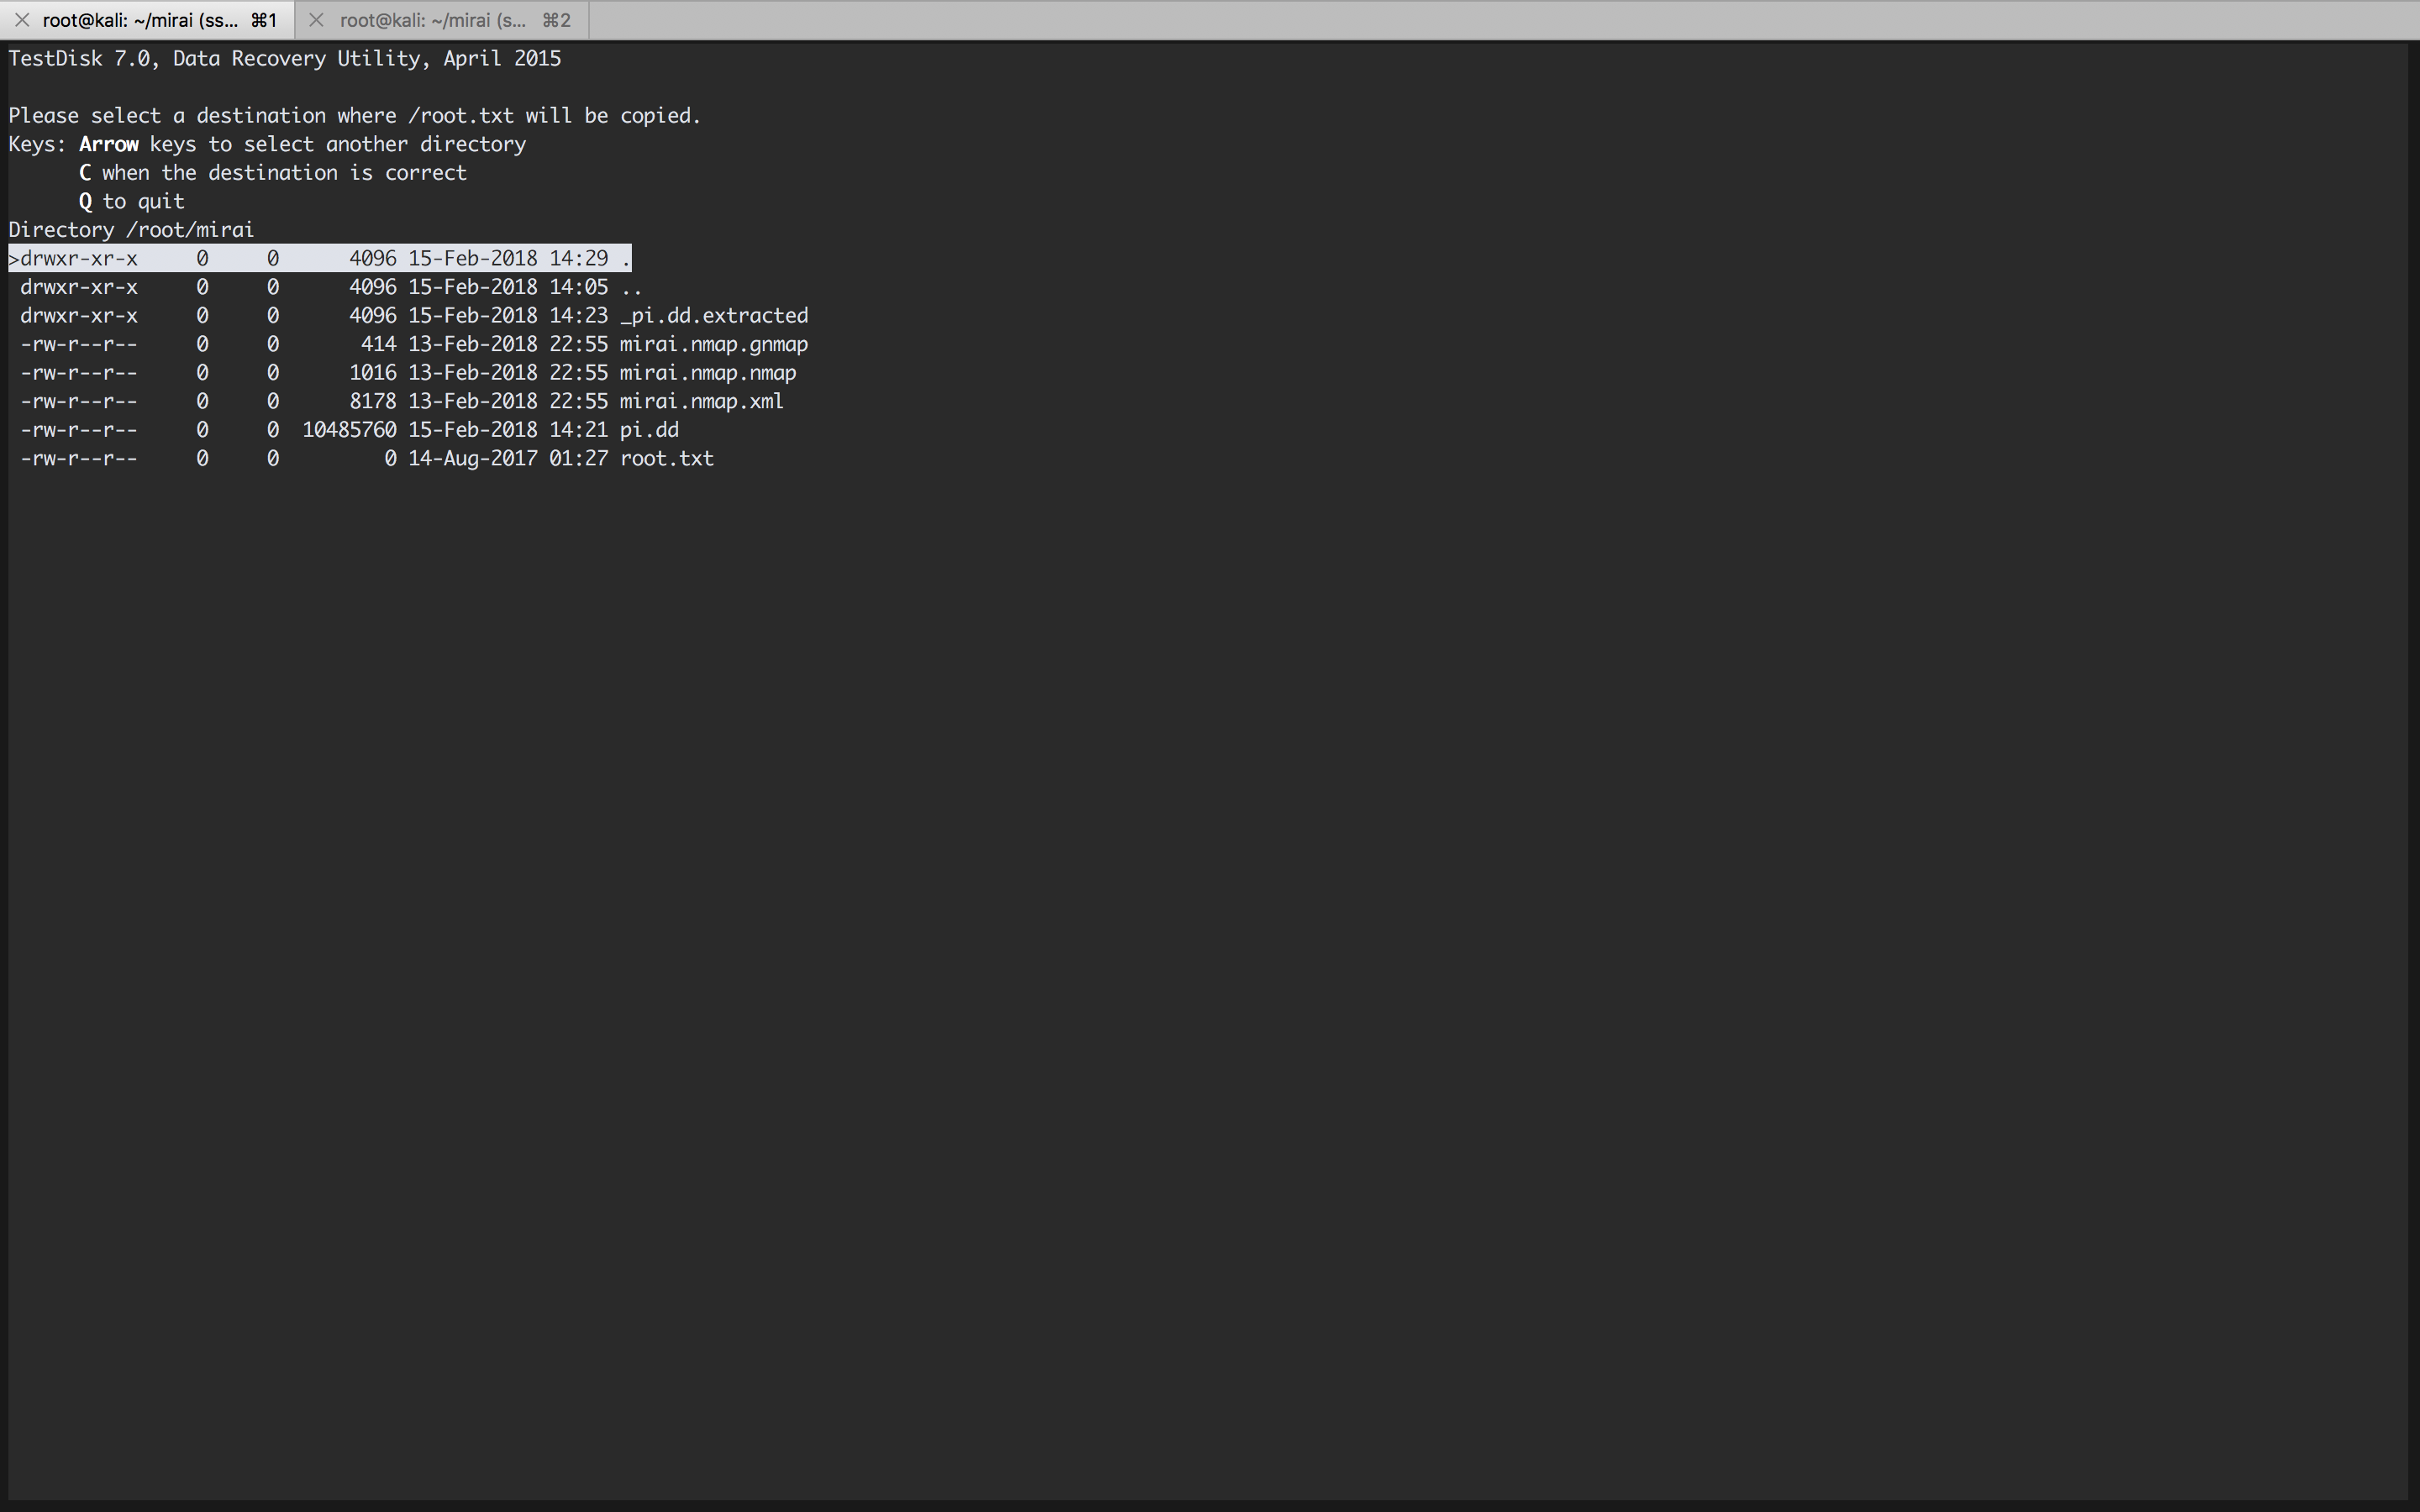 root@kali: ~/mirai (ss... ⌘1 root@kali: ~/mirai (s... ⌘2
TestDisk 7.0, Data Recovery Utility, April 2015
Please select a destination where /root.txt will be copied.
Keys: Arrow keys to select another directory
      C when the destination is correct
      Q to quit
Directory /root/mirai
>drwxr-xr-x     0     0      4096 15-Feb-2018 14:29 .
 drwxr-xr-x     0     0      4096 15-Feb-2018 14:05 ..
 drwxr-xr-x     0     0      4096 15-Feb-2018 14:23 _pi.dd.extracted
 -rw-r--r--     0     0       414 13-Feb-2018 22:55 mirai.nmap.gnmap
 -rw-r--r--     0     0      1016 13-Feb-2018 22:55 mirai.nmap.nmap
 -rw-r--r--     0     0      8178 13-Feb-2018 22:55 mirai.nmap.xml
 -rw-r--r--     0     0  10485760 15-Feb-2018 14:21 pi.dd
 -rw-r--r--     0     0         0 14-Aug-2017 01:27 root.txt